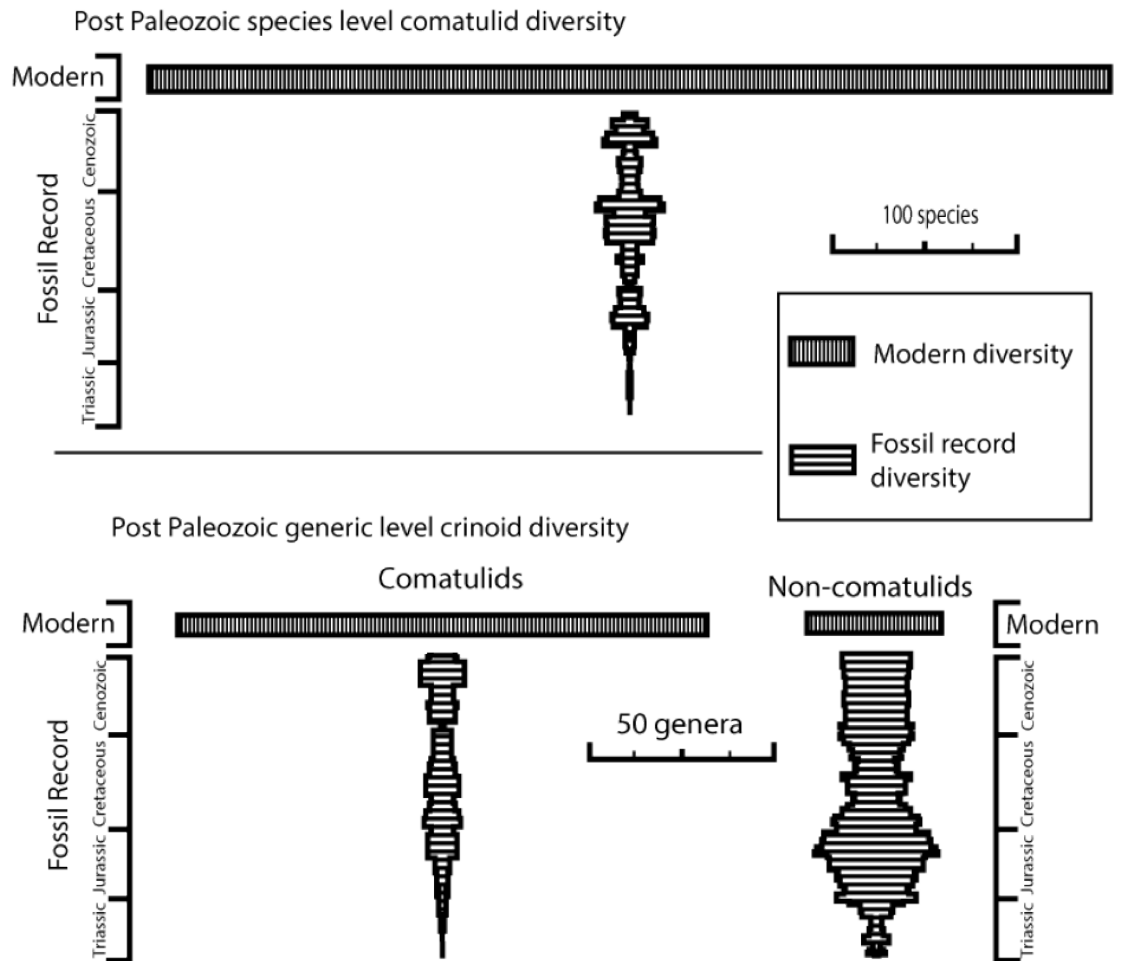 Post Paleozoic species level comatulid diversity
Modern
Fossil Record
Cenozoic
Cretaceous
Jurassic
Triassic
100 species
Modern diversity
Fossil record
diversity
Post Paleozoic generic level crinoid diversity
Comatulids
Non-comatulids
Modern
Modern
Fossil Record
Cenozoic
Cretaceous
Jurassic
Triassic
50 genera
Cenozoic
Cretaceous
Jurassic
Triassic